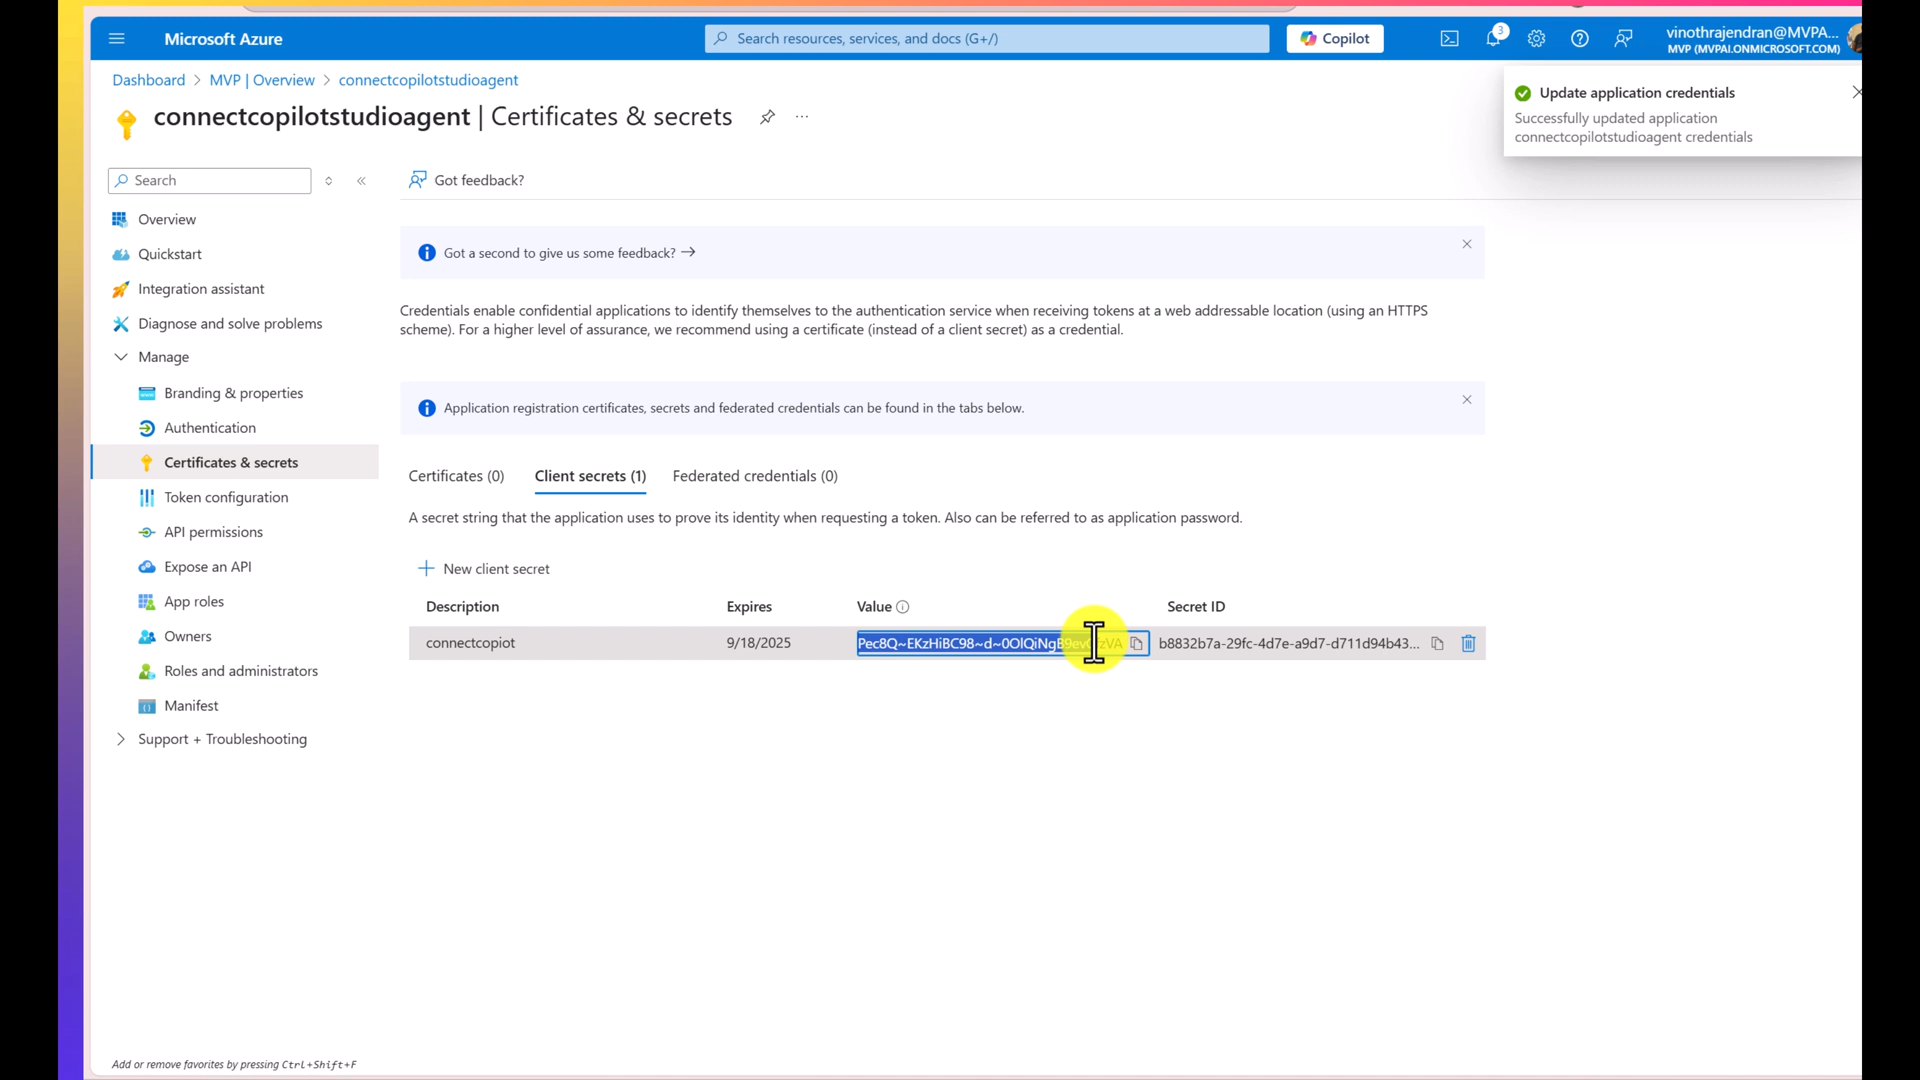 Microsoft Azure
Search resources, services, and docs (G+/)
Copilot
3
vinothrajendran@MVPA...
MVP (MVPAI.ONMICROSOFT.COM)
Dashboard > MVP | Overview > connectcopilotstudioagent
connectcopilotstudioagent | Certificates & secrets
Update application credentials
Successfully updated application
connectcopilotstudioagent credentials
Search
Got feedback?
Overview
Quickstart
Integration assistant
Diagnose and solve problems
Manage
Branding & properties
Authentication
Certificates & secrets
Token configuration
API permissions
Expose an API
App roles
Owners
Roles and administrators
Manifest
Support + Troubleshooting
Got a second to give us some feedback?
Credentials enable confidential applications to identify themselves to the authentication service when receiving tokens at a web addressable location (using an HTTPS
scheme). For a higher level of assurance, we recommend using a certificate (instead of a client secret) as a credential.
Application registration certificates, secrets and federated credentials can be found in the tabs below.
Certificates (0) Client secrets (1) Federated credentials (0)
A secret string that the application uses to prove its identity when requesting a token. Also can be referred to as application password.
New client secret
Description Expires Value Secret ID
connectcopiot 9/18/2025 b8832b7a-29fc-4d7e-a9d7-d711d94b43...
Add or remove favorites by pressing Ctrl+Shift+F